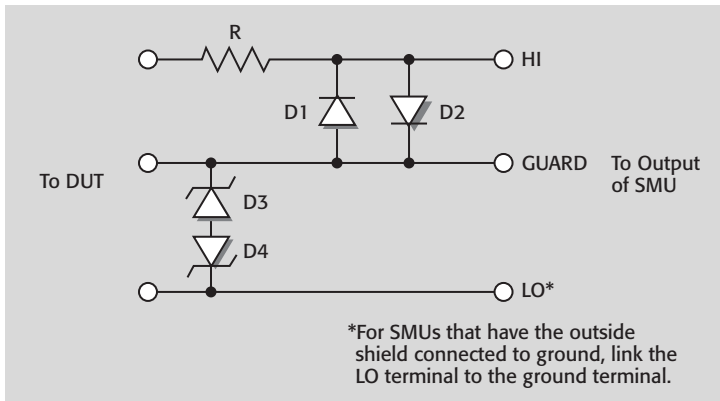 R
HI
D1
D2
GUARD
To Output
of SMU
To DUT
D3
D4
LO*
*For SMUs that have the outside
shield connected to ground, link the
LO terminal to the ground terminal.